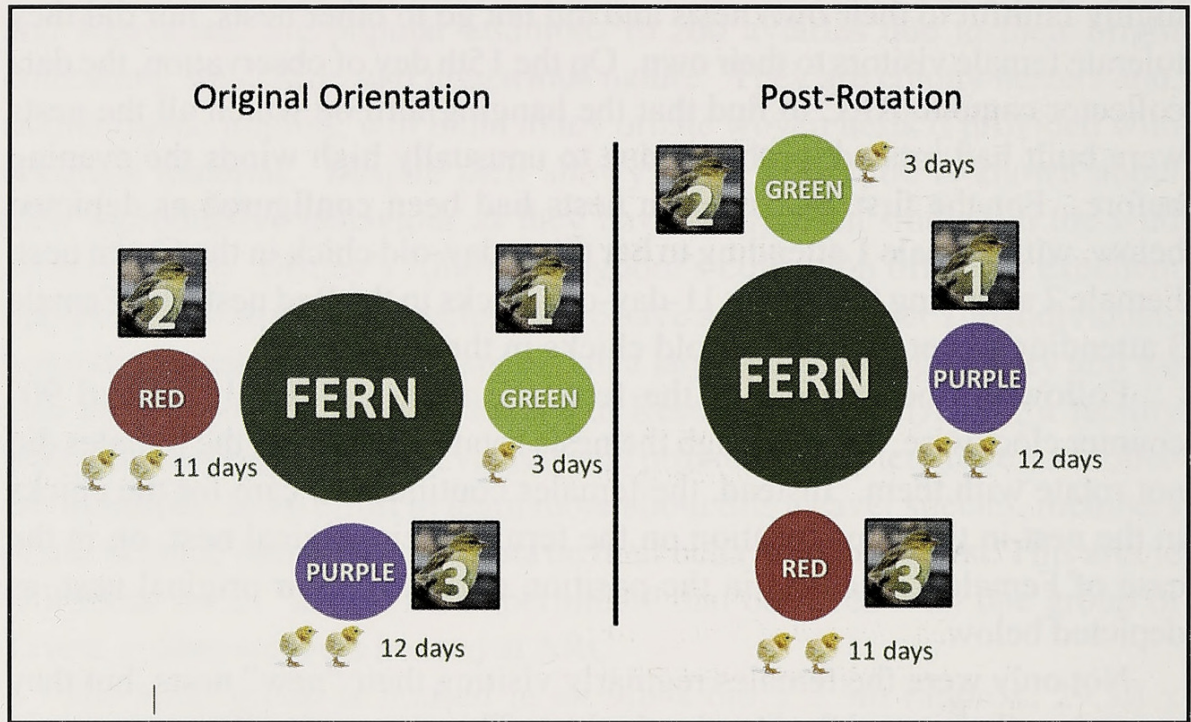 Original Orientation
2
1
RED
FERN
GREEN
11 days
3 days
PURPLE
3
12 days
Post-Rotation
2
GREEN
3 days
1
FERN
PURPLE
12 days
RED
3
11 days